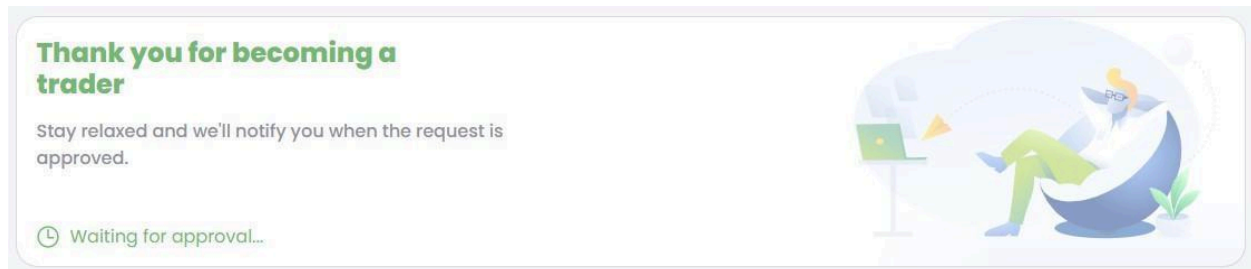 Thank you for becoming a
trader
Stay relaxed and we'll notify you when the request is
approved.
Waiting for approval...